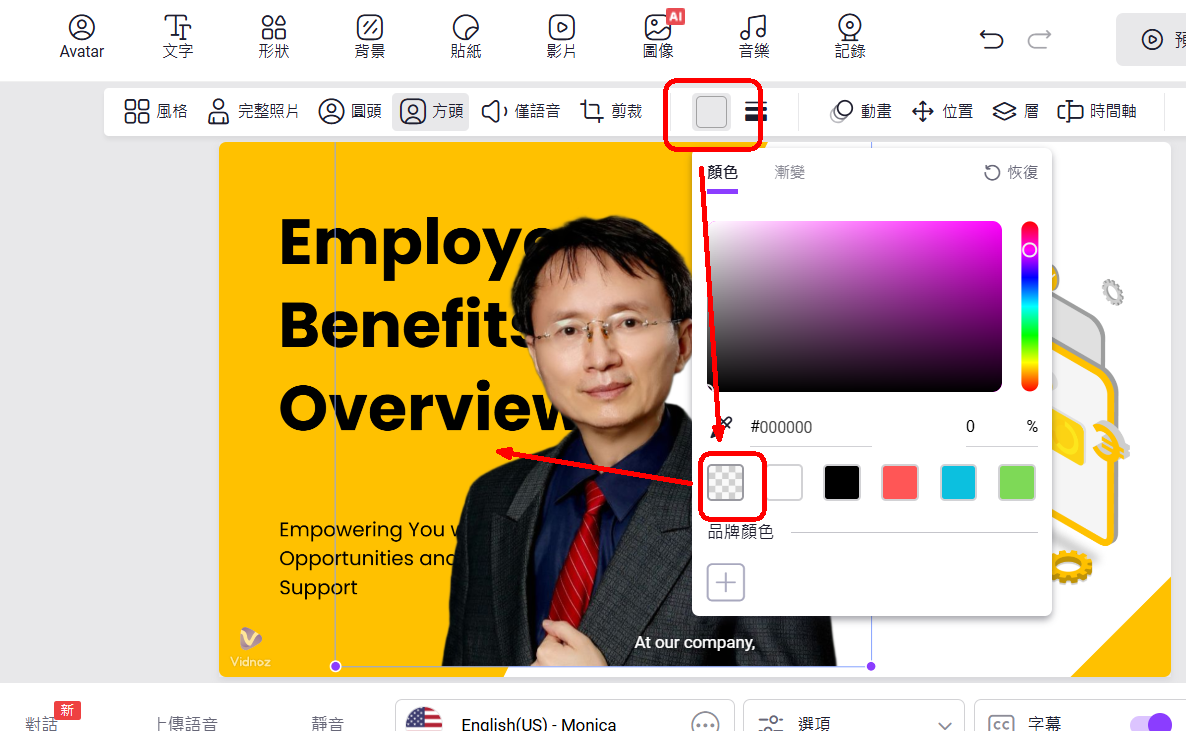 AI
Avatar 文字 形狀 背景 貼紙 影片 圖像 音樂 記錄
風格 完整照片 圓頭 方頭 僅語音 剪裁 動畫 位置 層 時間軸
顏色 漸變 恢復
Employe
Benefits
Overview
#000000 0 %
品牌顏色
Empowering You
Opportunities and
Support
At our company,
Vidnoz
新
對話 上傳語音 靜音 English(US) - Monica 選項 CC 字幕